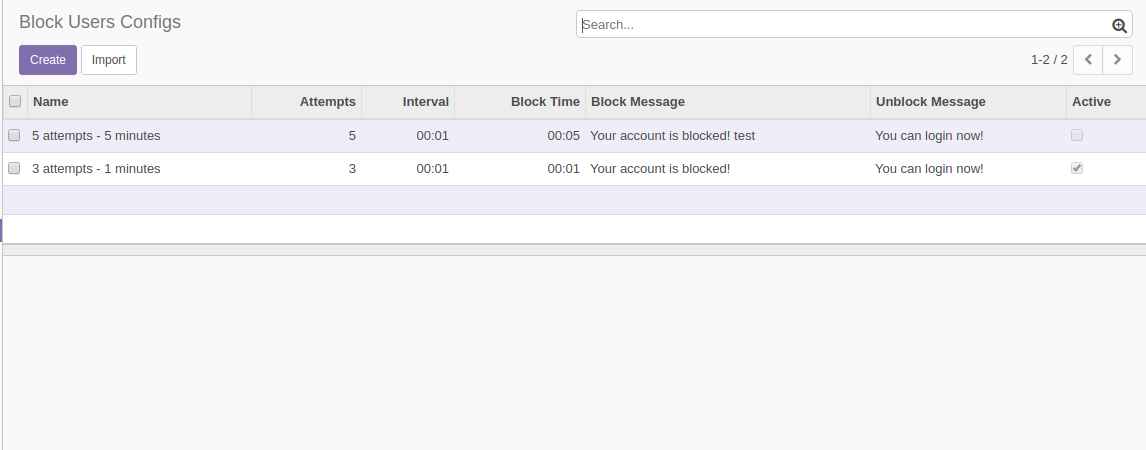 Block Users Configs
Search...
Create Import
1-2 / 2
Name Attempts Interval Block Time Block Message Unblock Message Active
5 attempts - 5 minutes 5 00:01 00:05 Your account is blocked! test You can login now!
3 attempts - 1 minutes 3 00:01 00:01 Your account is blocked! You can login now!